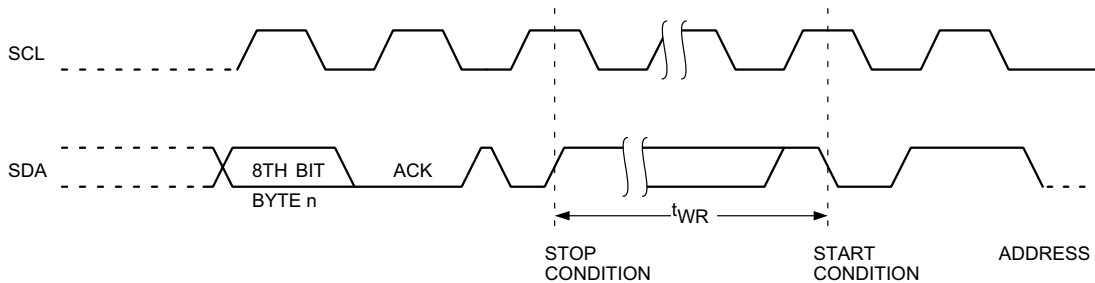 SCL
SDA
8TH BIT
ACK
BYTE n
tWR
STOP
CONDITION
START
CONDITION
ADDRESS